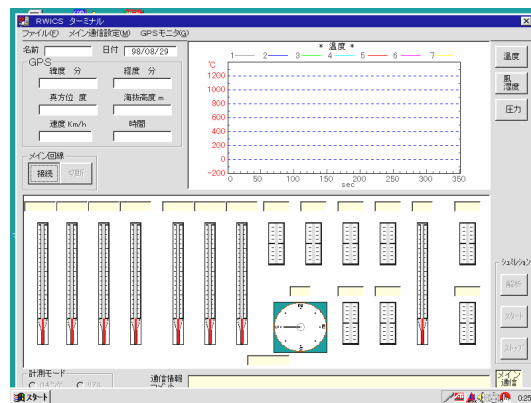 RWICS ターミナル
ファイル(F) メイン通信設定(M) GPSモニタ(G)
名前 日付 98/08/29
GPS
緯度 分 経度 分
真方位 度 海抜高度 m
速度 Km/h 時間
メイン回線
接続 切断
* 温度 *
1 2 3 4 5 6 7
℃
1200
1000
800
600
400
200
0
-200
0 50 100 150 200 250 300 350
sec
温度
風
湿度
圧力
シュミレション
解析
スタート
ストップ
計測モード
通信情報
メイン
通信
スタート